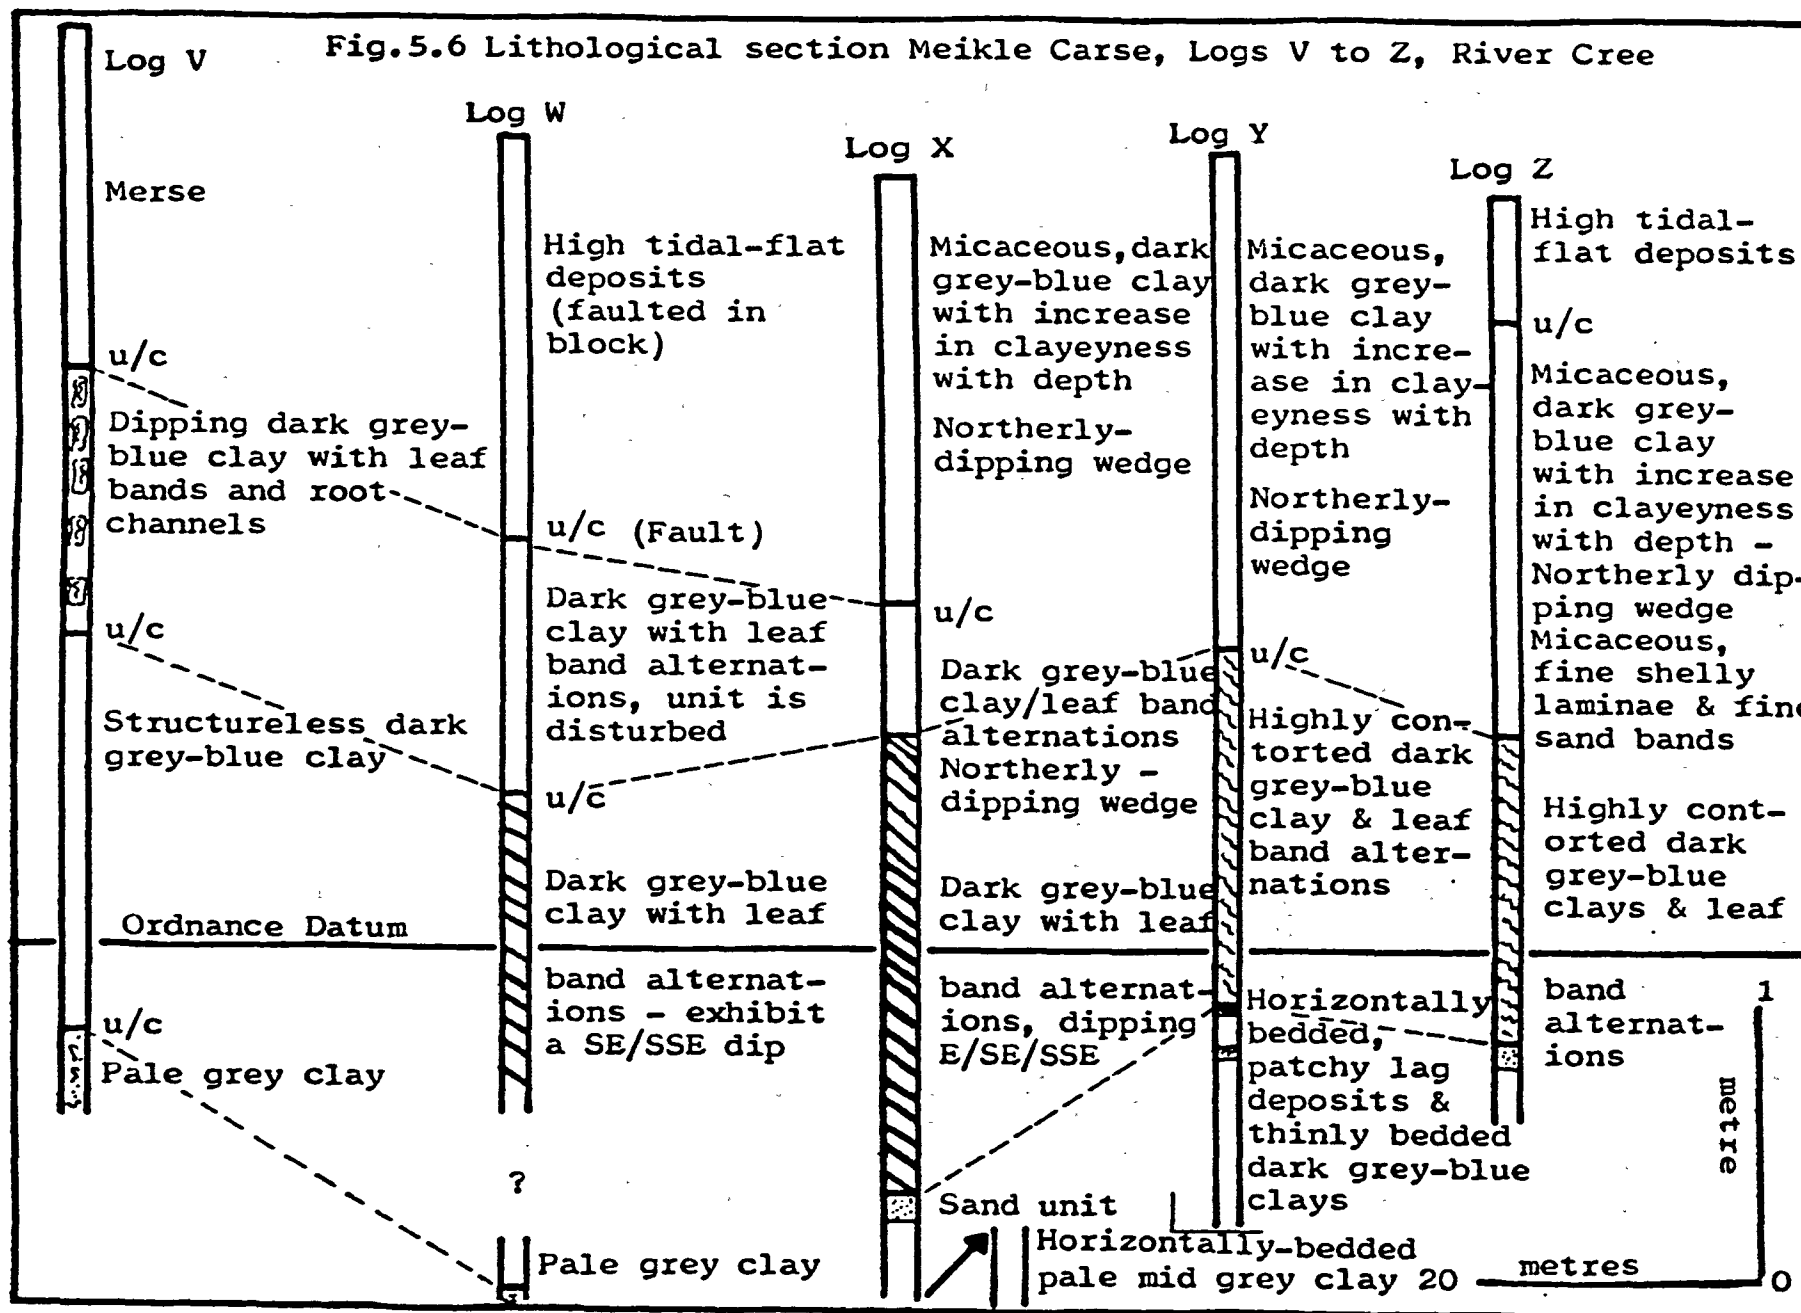 Fig.5.6 Lithological section Meikle Carse, Logs V to Z, River Cree
Log V
Merse
u/c
Dipping dark grey-
blue clay with leaf
bands and root
channels
u/c
Structureless dark
grey-blue clay
Ordnance Datum
u/c
Pale grey clay
Log W
High tidal-flat
deposits
(faulted in
block)
u/c (Fault)
Dark grey-blue
clay with leaf
band alternat-
ions, unit is
disturbed
u/c
Dark grey-blue
clay with leaf
band alternat-
ions - exhibit
a SE/SSE dip
?
Pale grey clay
Log X
Micaceous, dark
grey-blue clay
with increase
in clayeyness
with depth
Northerly-
dipping wedge
u/c
Dark grey-blue
clay/leaf band
alternations
Northerly -
dipping wedge
Dark grey-blue
clay with leaf
band alternat-
ions, dipping
E/SE/SSE
Sand unit
Horizontally-bedded
pale mid grey clay
Log Y
Micaceous,
dark grey-
blue clay
with incre-
ase in clay-
eyness with
depth
Northerly-
dipping
wedge
u/c
Highly con-
torted dark
grey-blue
clay & leaf
band alter-
nations
Horizontally
bedded,
patchy lag
deposits &
thinly bedded
dark grey-blue
clays
Log Z
High tidal-
flat deposits
u/c
Micaceous,
dark grey-
blue clay
with increase
in clayeyness
with depth -
Northerly dip-
ping wedge
Micaceous,
fine shelly
laminae & fine
sand bands
Highly cont-
orted dark
grey-blue
clays & leaf
band
alternat-
ions
1
metre
20 metres 0